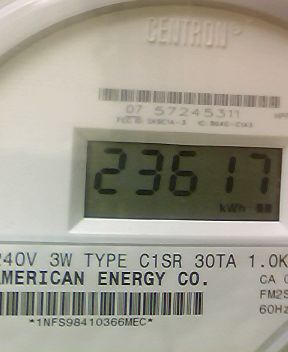 CENTRON®
07 57245311
23617
kWh
240V 3W TYPE C1SR 30TA 1.0K
AMERICAN ENERGY CO.
CA
FM2S
60Hz
*1NFS98410366MEC*